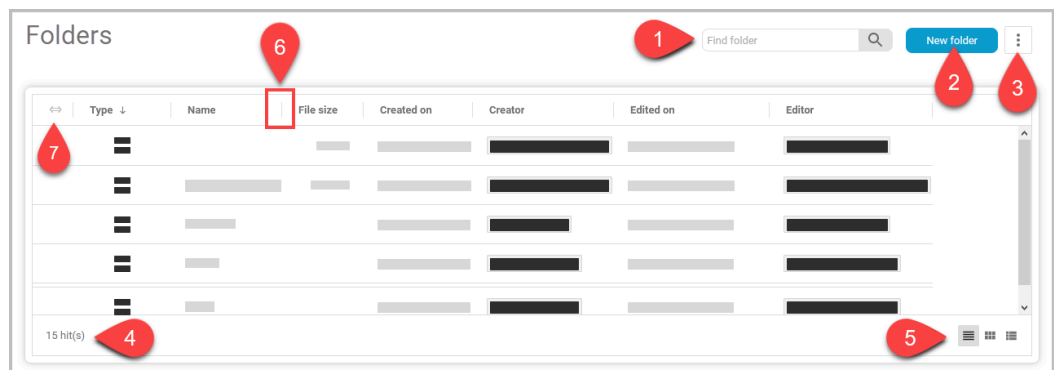 Folders
6
1
Find folder
New folder
2
3
Type ↓ Name File size Created on Creator Edited on Editor
7
15 hit(s)
4
5